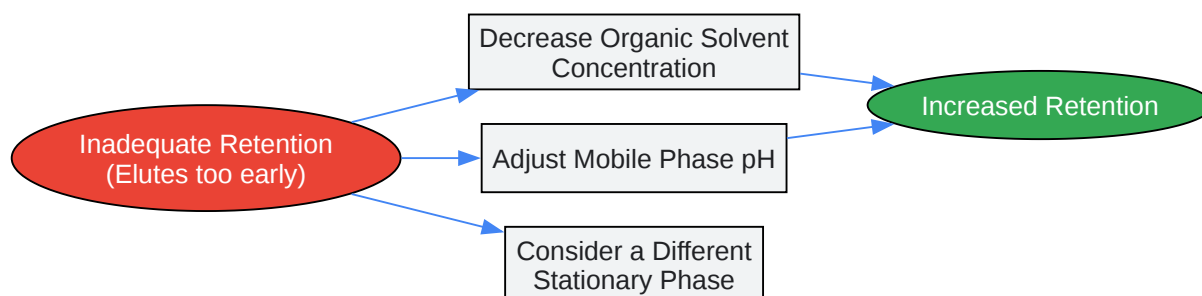 Inadequate Retention
(Elutes too early)
Decrease Organic Solvent
Concentration
Adjust Mobile Phase pH
Consider a Different
Stationary Phase
Increased Retention